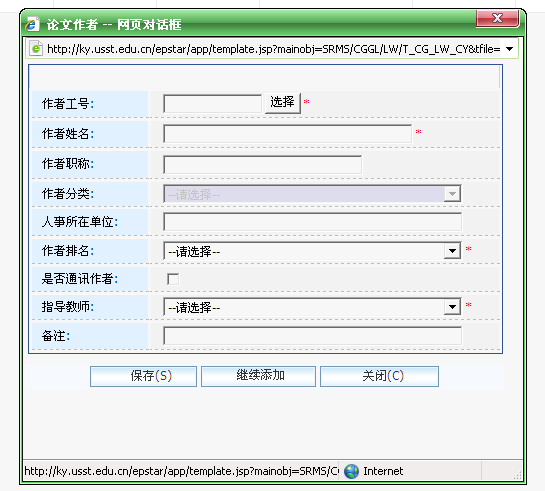 论文作者 -- 网页对话框
http://ky.usst.edu.cn/epstar/app/template.jsp?mainobj=SRMS/CGGL/LW/T_CG_LW_CY&tfile=
作者工号: 选择 *
作者姓名: *
作者职称:
作者分类: --请选择--
人事所在单位:
作者排名: --请选择-- *
是否通讯作者:
指导教师: --请选择-- *
备注:
保存(S) 继续添加 关闭(C)
http://ky.usst.edu.cn/epstar/app/template.jsp?mainobj=SRMS/C Internet